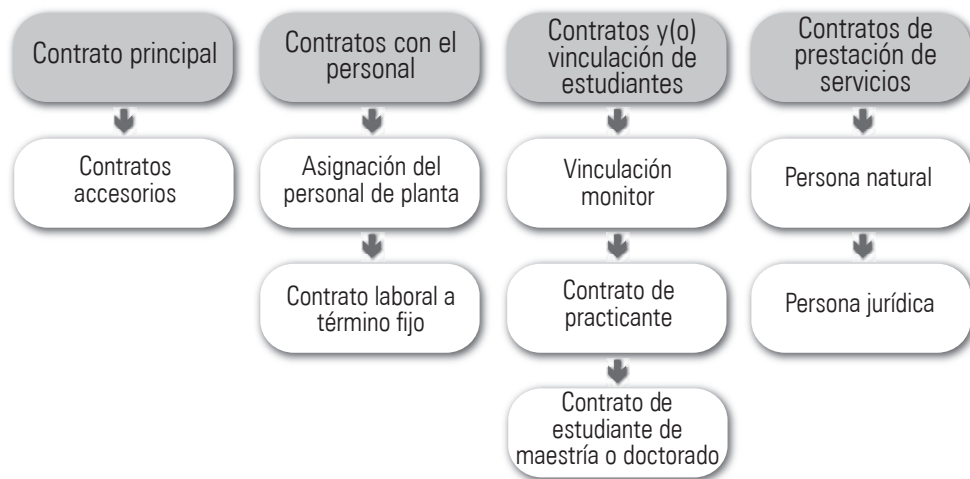 Contrato principal
Contratos
accesorios
Contratos con el
personal
Asignación del
personal de planta
Contrato laboral a
término fijo
Contratos y(o)
vinculación de
estudiantes
Vinculación
monitor
Contrato de
practicante
Contrato de
estudiante de
maestría o doctorado
Contratos de
prestación de
servicios
Persona natural
Persona jurídica